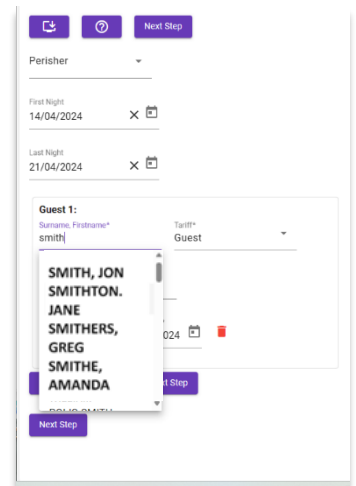 Next Step
Perisher
First Night
14/04/2024
Last Night
21/04/2024
Guest 1:
Surname, Firstname*
Tariff*
smith
Guest
SMITH, JON
SMITHTON.
JANE
SMITHERS,
GREG
024
SMITHE,
AMANDA
t Step
SMITH
Next Step